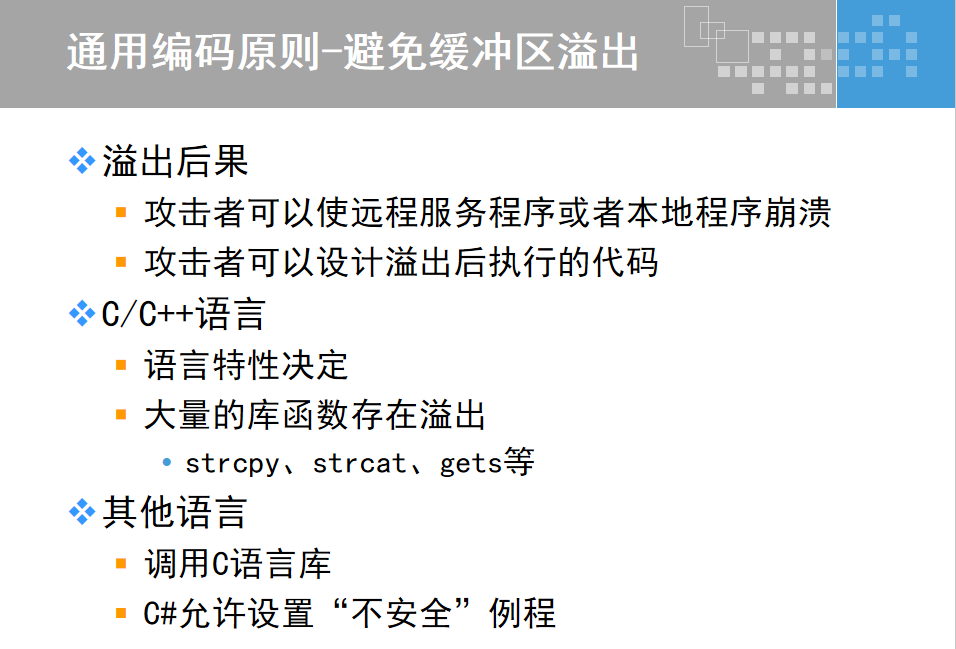 通用编码原则-避免缓冲区溢出
溢出后果
攻击者可以使远程服务程序或者本地程序崩溃
攻击者可以设计溢出后执行的代码
C/C++语言
语言特性决定
大量的库函数存在溢出
strcpy、strcat、gets等
其他语言
调用C语言库
C#允许设置“不安全”例程